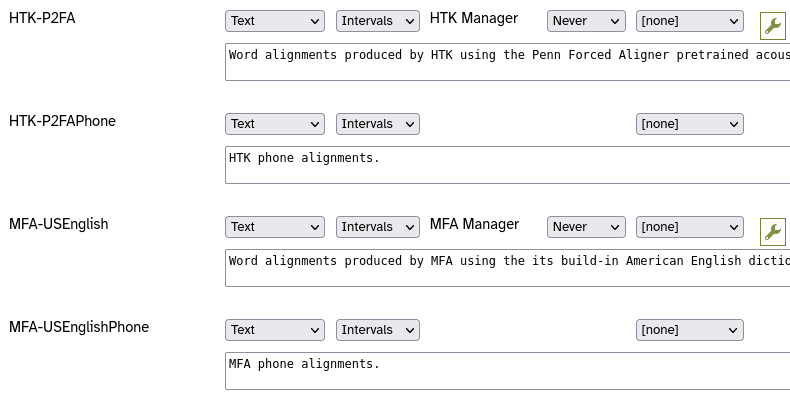 HTK-P2FA Text Intervals HTK Manager Never [none]
Word alignments produced by HTK using the Penn Forced Aligner pretrained
HTK-P2FAPhone Text Intervals [none]
HTK phone alignments.
MFA-USEnglish Text Intervals MFA Manager Never [none]
Word alignments produced by MFA using the its build-in American English
MFA-USEnglishPhone Text Intervals [none]
MFA phone alignments.